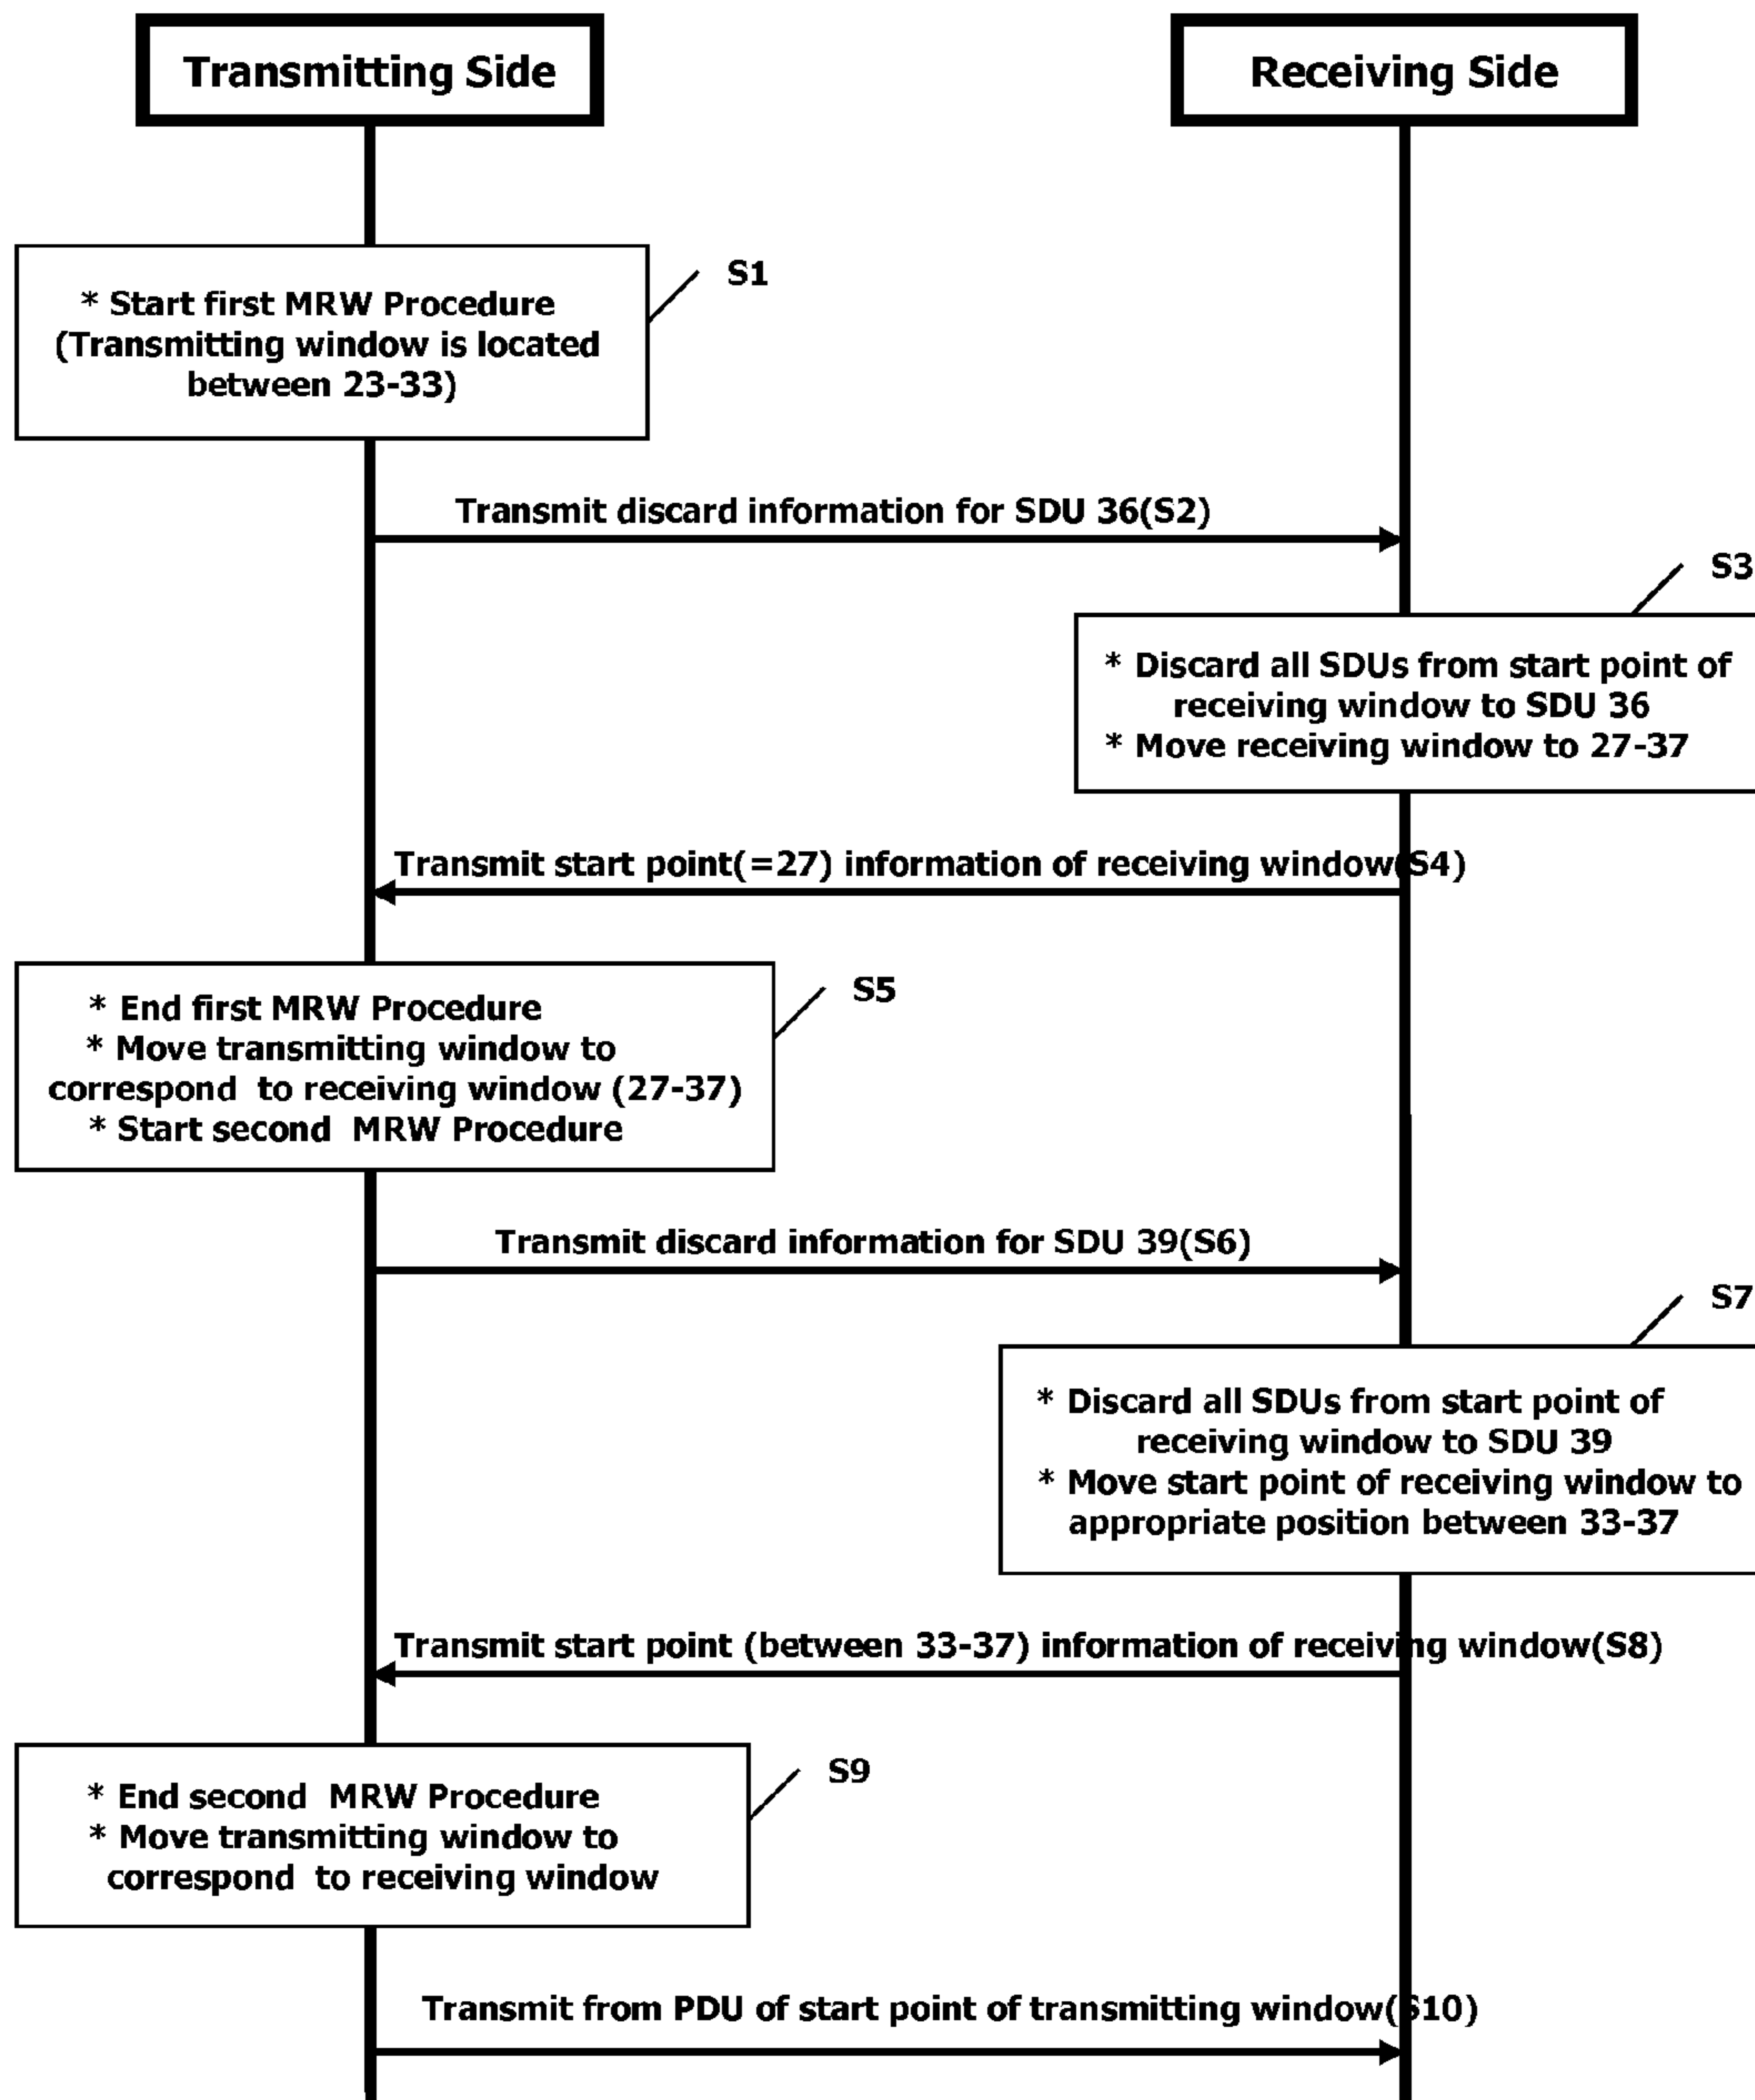 Transmitting Side
Receiving Side
* Start first MRW Procedure
(Transmitting window is located
between 23-33)
S1
Transmit discard information for SDU 36(S2)
S3
* Discard all SDUs from start point of
receiving window to SDU 36
* Move receiving window to 27-37
Transmit start point(=27) information of receiving window(S4)
* End first MRW Procedure
* Move transmitting window to
correspond to receiving window (27-37)
* Start second MRW Procedure
S5
Transmit discard information for SDU 39(S6)
S7
* Discard all SDUs from start point of
receiving window to SDU 39
* Move start point of receiving window to
appropriate position between 33-37
Transmit start point (between 33-37) information of receiving window(S8)
* End second MRW Procedure
* Move transmitting window to
correspond to receiving window
S9
Transmit from PDU of start point of transmitting window(S10)